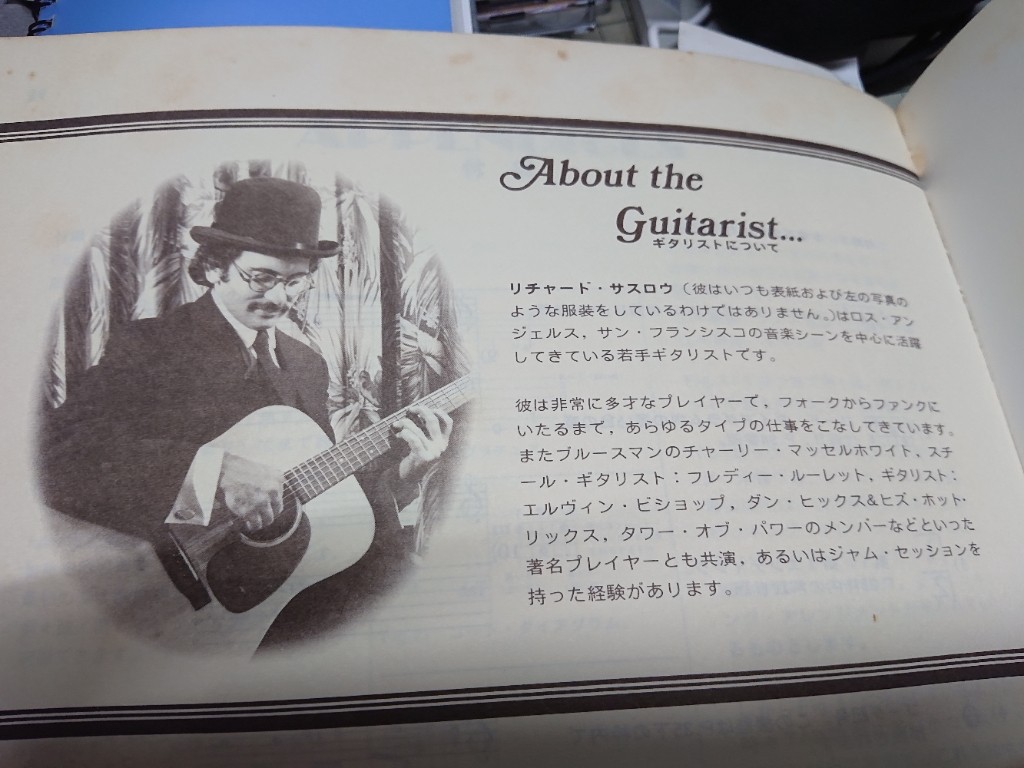 About the
Guitarist...
ギタリストについて
リチャード・サスロウ（彼はいつも表紙および左の写真の
ような服装をしているわけではありません。）はロス・アン
ジェルス，サン・フランシスコの音楽シーンを中心に活躍
してきている若手ギタリストです。
彼は非常に多才なプレイヤーで，フォークからファンクに
いたるまで，あらゆるタイプの仕事をこなしてきています。
またブルースマンのチャーリー・マッセルホワイト，スチ
ール・ギタリスト：フレディー・ルーレット，ギタリスト：
エルヴィン・ビショップ，ダン・ヒックス&ヒズ・ホット・
リックス，タワー・オブ・パワーのメンバーなどといった
著名プレイヤーとも共演，あるいはジャム・セッションを
持った経験があります。